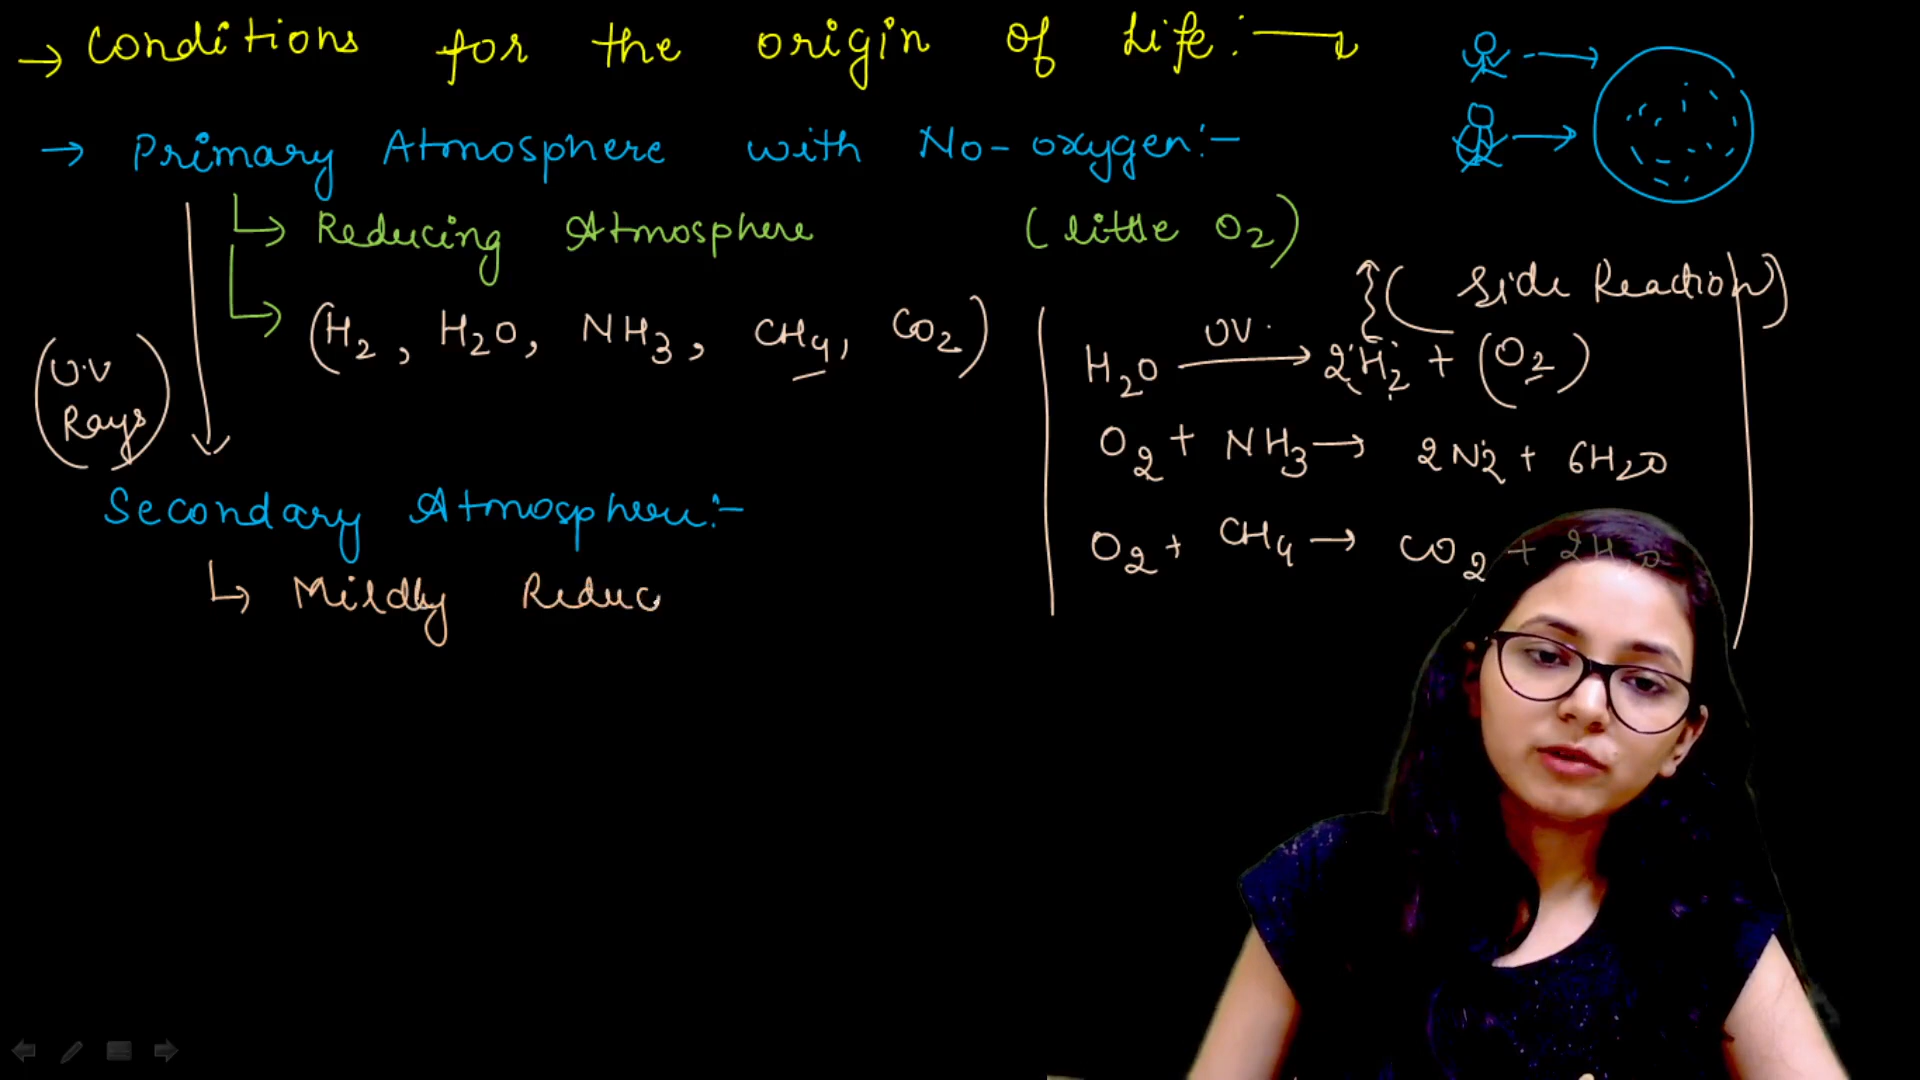 → Conditions for the origin of Life :→
→ Primary Atmosphere with No-oxygen:-
↳ Reducing Atmosphere (little O2)
↳ (H2, H2O, NH3, CH4, CO2)
(U.V Rays)
Secondary Atmosphere:-
↳ Mildly Reduc
(Side Reaction)
H2O —UV→ 2H2 + (O2)
O2 + NH3 → 2N2 + 6H2O
O2 + CH4 → CO2 + 2H2O